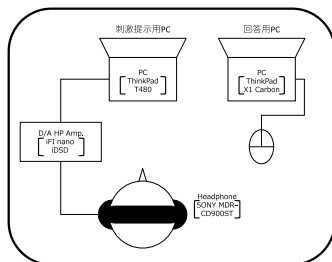 刺激提示用PC
回答用PC
PC
ThinkPad
T480
PC
ThinkPad
X1 Carbon
D/A HP Amp.
iFI nano
iDSD
Headphone
SONY MDR-
CD900ST